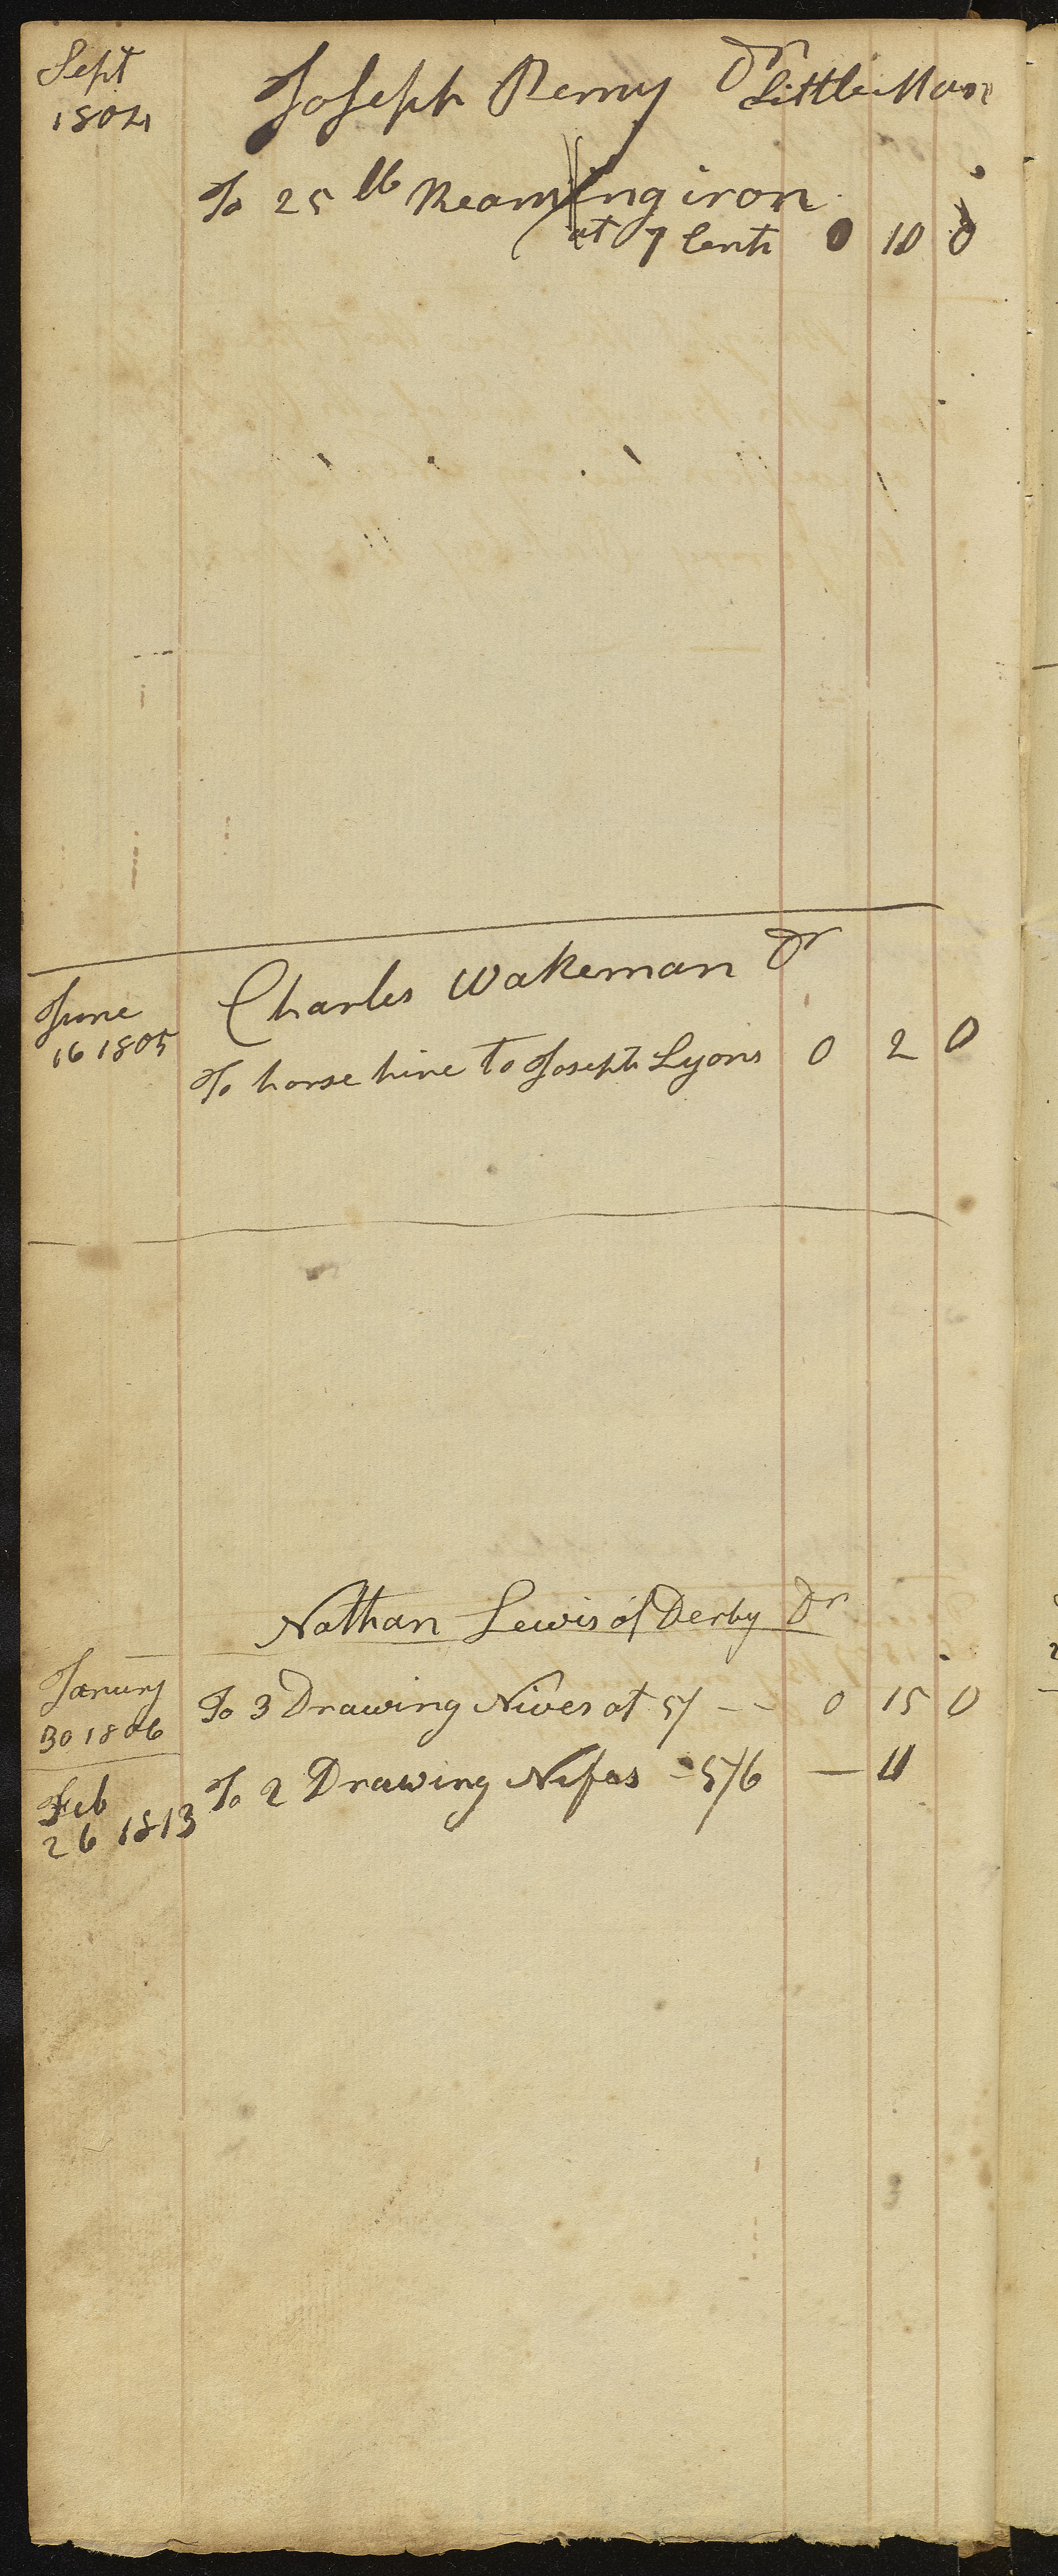 Sept
1804
Joseph Perry Dr
Little Man
To 25 lb Reaming iron
at 7 Cents 0 10 0
Charles Wakeman Dr
June
16 1805
To horse hire To Joseph Lyons 0 2 0
Nathan Lewis of Derby Dr
Janury
30 1806
To 3 Drawing Nives at 5/ -- 0 15 0
Feb
26 1813
To 2 Drawing Nifes - 5/6 — 11